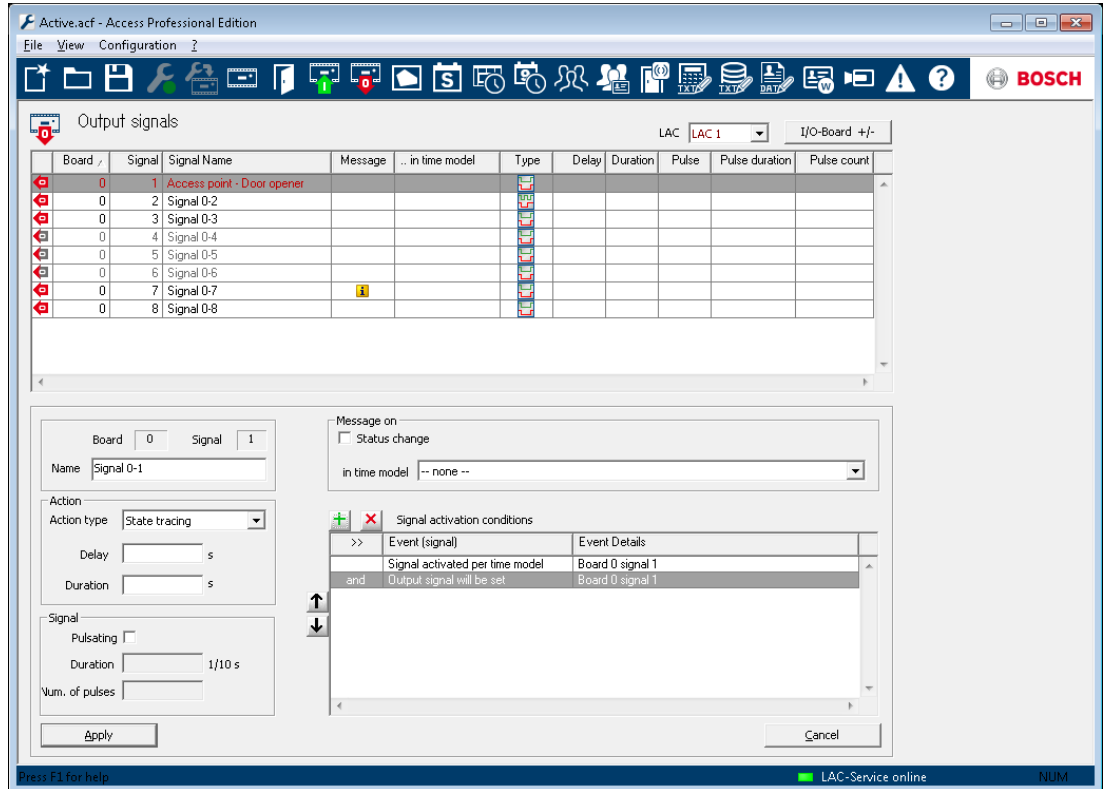 Active.acf - Access Professional Edition
File View Configuration ?
S TXT TXT DATA W ? BOSCH
Output signals
LAC LAC 1 I/O-Board +/-
Board / Signal Signal Name Message .. in time model Type Delay Duration Pulse Pulse duration Pulse count
0 1 Access point - Door opener
0 2 Signal 0-2
0 3 Signal 0-3
0 4 Signal 0-4
0 5 Signal 0-5
0 6 Signal 0-6
0 7 Signal 0-7 i
0 8 Signal 0-8
Board 0 Signal 1
Name Signal 0-1
Message on
Status change
in time model -- none --
Action
Action type State tracing
Delay s
Duration s
Signal
Pulsating
Duration 1/10 s
Num. of pulses
Signal activation conditions
>> Event (signal) Event Details
Signal activated per time model Board 0 signal 1
and Output signal will be set Board 0 signal 1
Apply Cancel
Press F1 for help LAC-Service online NUM